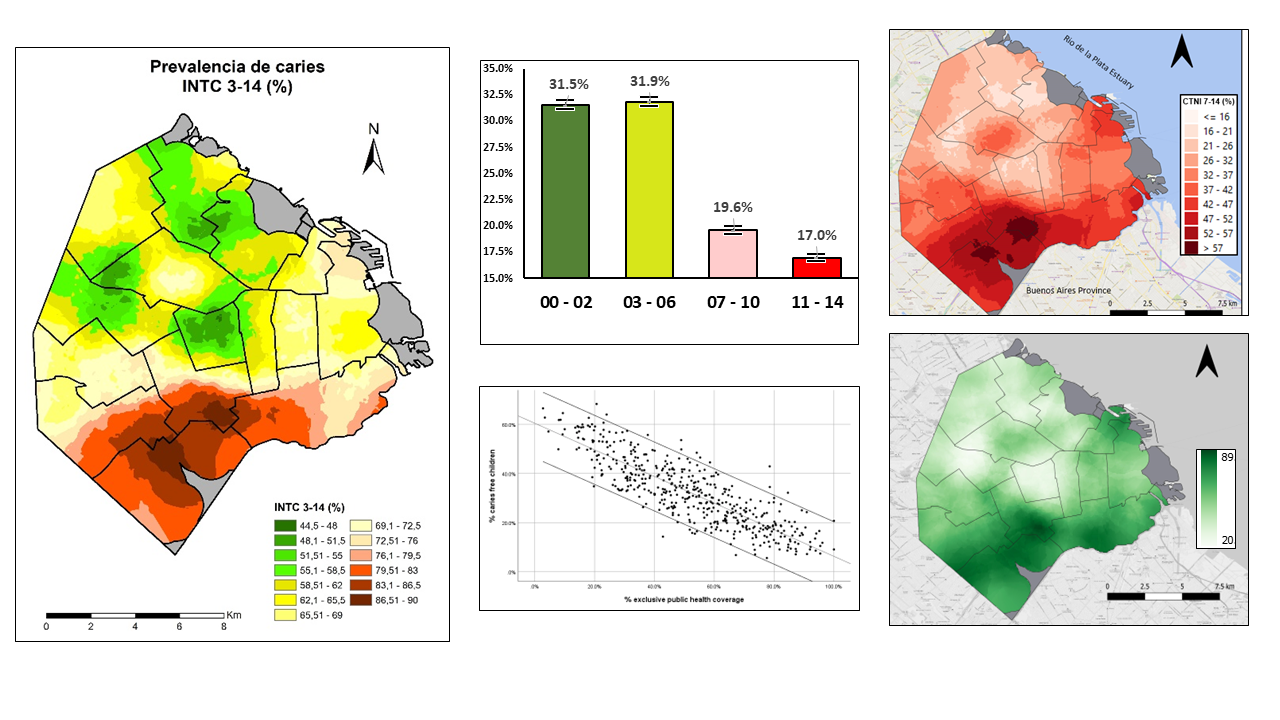 Prevalencia de caries
INTC 3-14 (%)
N
INTC 3-14 (%)
44,5 - 48
48,1 - 51,5
51,51 - 55
55,1 - 58,5
58,51 - 62
62,1 - 65,5
65,51 - 69
69,1 - 72,5
72,51 - 76
76,1 - 79,5
79,51 - 83
83,1 - 86,5
86,51 - 90
0 2 4 6 8 Km
35.0%
32.5%
30.0%
27.5%
25.0%
22.5%
20.0%
17.5%
15.0%
31.5%
31.9%
19.6%
17.0%
00 - 02
03 - 06
07 - 10
11 - 14
% caries free children
60.0%
40.0%
20.0%
.0%
.0% 20.0% 40.0% 60.0% 80.0% 100.0%
% exclusive public health coverage
Rio de la Plata Estuary
CTNI 7-14 (%)
<= 16
16 - 21
21 - 26
26 - 32
32 - 37
37 - 42
42 - 47
47 - 52
52 - 57
> 57
Buenos Aires Province
0 2.5 5 7.5 km
89
20
0 2.5 5 7.5 km